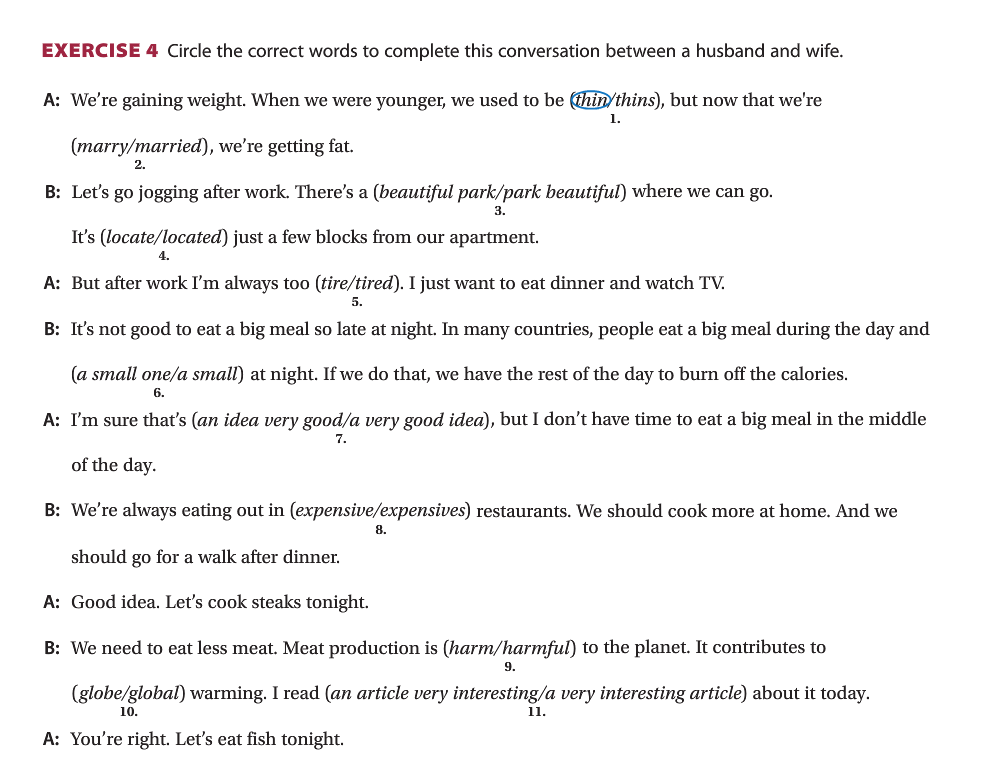 EXERCISE 4 Circle the correct words to complete this conversation between a husband and wife.
A: We're gaining weight. When we were younger, we used to be (thin/thins), but now that we're
1.
(marry/married), we're getting fat.
2.
B: Let's go jogging after work. There's a (beautiful park/park beautiful) where we can go.
3.
It's (locate/located) just a few blocks from our apartment.
4.
A: But after work I'm always too (tire/tired). I just want to eat dinner and watch TV.
5.
B: It's not good to eat a big meal so late at night. In many countries, people eat a big meal during the day and
(a small one/a small) at night. If we do that, we have the rest of the day to burn off the calories.
6.
A: I'm sure that's (an idea very good/a very good idea), but I don't have time to eat a big meal in the middle
7.
of the day.
B: We're always eating out in (expensive/expensives) restaurants. We should cook more at home. And we
8.
should go for a walk after dinner.
A: Good idea. Let's cook steaks tonight.
B: We need to eat less meat. Meat production is (harm/harmful) to the planet. It contributes to
9.
(globe/global) warming. I read (an article very interesting/a very interesting article) about it today.
10. 11.
A: You're right. Let's eat fish tonight.